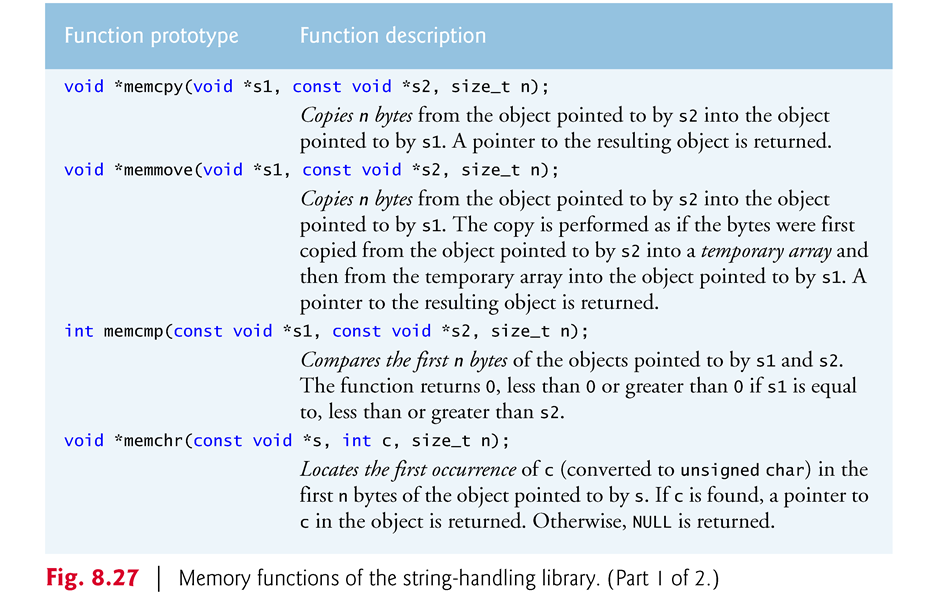 Function prototype Function description
void *memcpy(void *s1, const void *s2, size_t n);
Copies n bytes from the object pointed to by s2 into the object
pointed to by s1. A pointer to the resulting object is returned.
void *memmove(void *s1, const void *s2, size_t n);
Copies n bytes from the object pointed to by s2 into the object
pointed to by s1. The copy is performed as if the bytes were first
copied from the object pointed to by s2 into a temporary array and
then from the temporary array into the object pointed to by s1. A
pointer to the resulting object is returned.
int memcmp(const void *s1, const void *s2, size_t n);
Compares the first n bytes of the objects pointed to by s1 and s2.
The function returns 0, less than 0 or greater than 0 if s1 is equal
to, less than or greater than s2.
void *memchr(const void *s, int c, size_t n);
Locates the first occurrence of c (converted to unsigned char) in the
first n bytes of the object pointed to by s. If c is found, a pointer to
c in the object is returned. Otherwise, NULL is returned.
Fig. 8.27 | Memory functions of the string-handling library. (Part 1 of 2.)